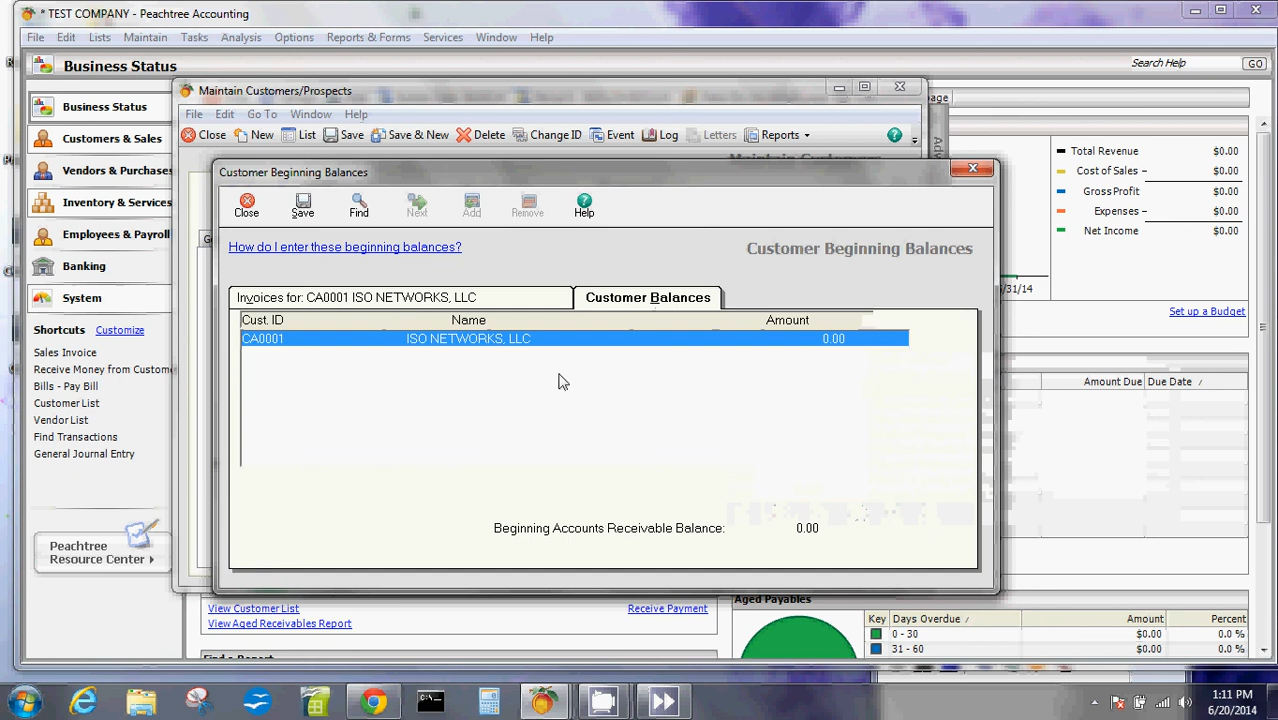 * TEST COMPANY - Peachtree Accounting
File Edit Lists Maintain Tasks Analysis Options Reports & Forms Services Window Help
Business Status
Search Help GO
Business Status
Customers & Sales
Vendors & Purchases
Inventory & Services
Employees & Payroll
Banking
System
Shortcuts Customize
Sales Invoice
Receive Money from Custome
Bills - Pay Bill
Customer List
Vendor List
Find Transactions
General Journal Entry
Peachtree
Resource Center
Maintain Customers/Prospects
File Edit Go To Window Help
Close New List Save Save & New Delete Change ID Event Log Letters Reports
Maintain Customers
Customer Beginning Balances
Close Save Find Next Add Remove Help
How do I enter these beginning balances?
Customer Beginning Balances
Invoices for: CA0001 ISO NETWORKS, LLC
Customer Balances
Cust. ID Name Amount
CA0001 ISO NETWORKS, LLC 0.00
Beginning Accounts Receivable Balance: 0.00
Total Revenue $0.00
Cost of Sales - $0.00
Gross Profit $0.00
Expenses - $0.00
Net Income $0.00
/31/14
Set up a Budget
Amount Due Due Date
View Customer List
Receive Payment
View Aged Receivables Report
Find a Report
Aged Payables
Key Days Overdue Amount Percent
0 - 30 $0.00 0.0 %
31 - 60 $0.00 0.0 %
1:11 PM
6/20/2014